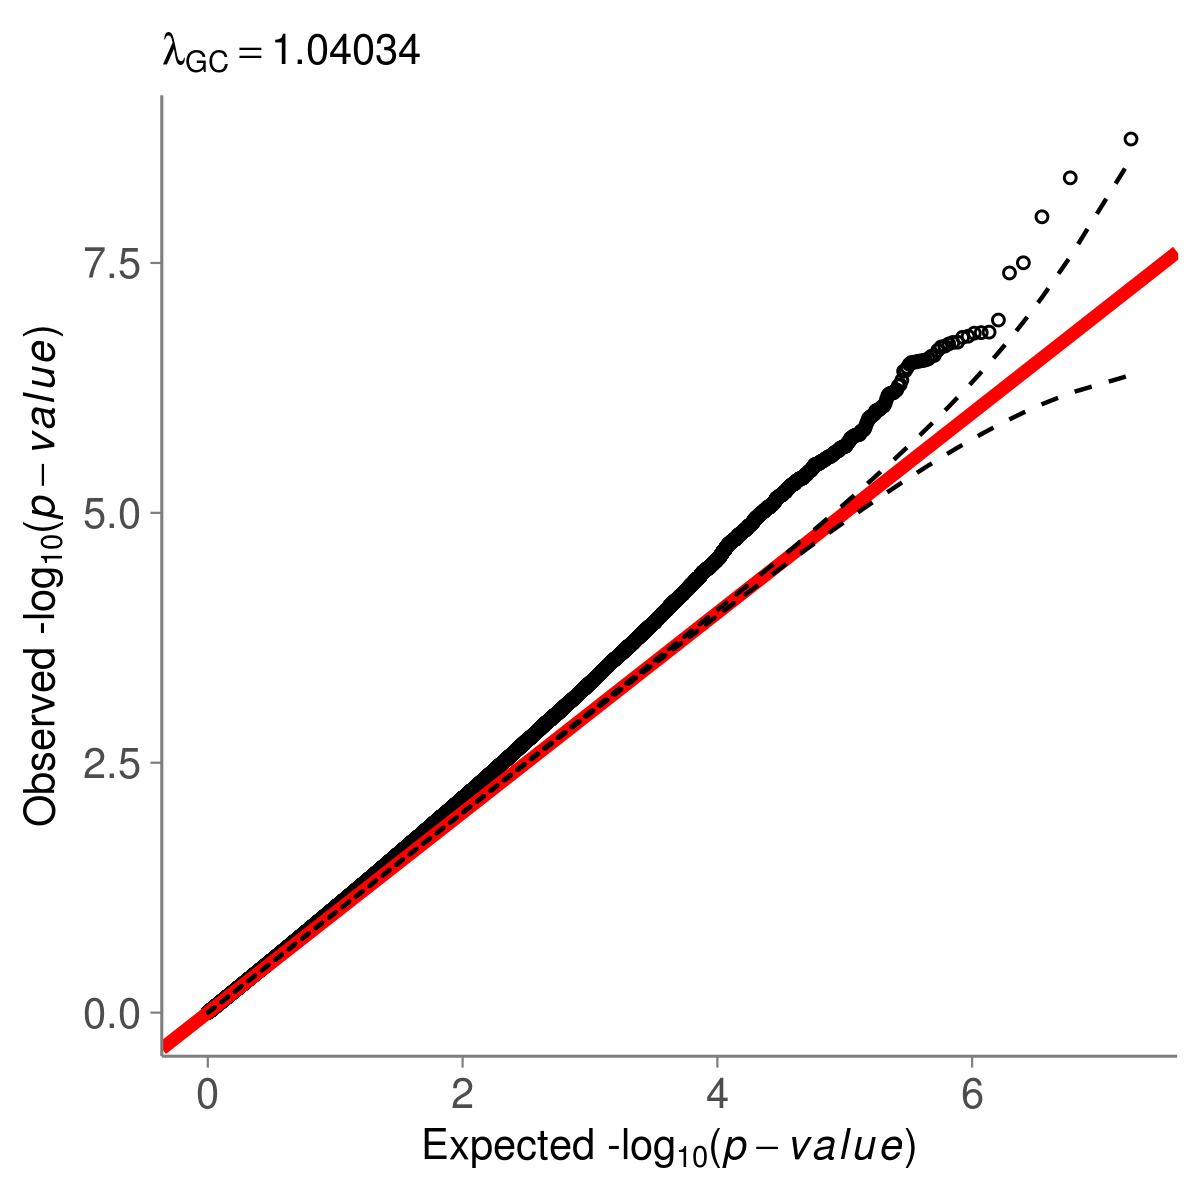 λGC = 1.04034
Observed -log10(p − value)
7.5
5.0
2.5
0.0
0 2 4 6
Expected -log10(p − value)